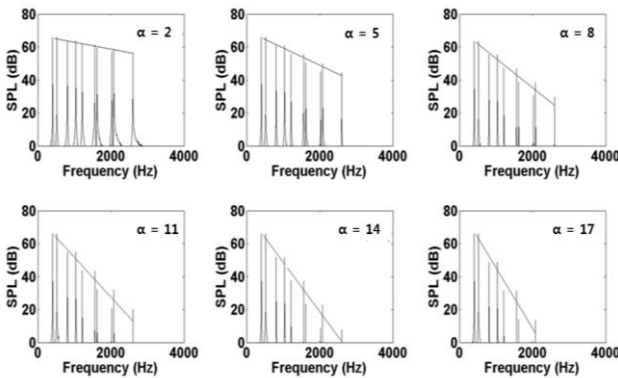 80
60
40
20
0
SPL (dB)
α = 2
0 2000 4000
Frequency (Hz)
80
60
40
20
0
SPL (dB)
α = 5
0 2000 4000
Frequency (Hz)
80
60
40
20
0
SPL (dB)
α = 8
0 2000 4000
Frequency (Hz)
80
60
40
20
0
SPL (dB)
α = 11
0 2000 4000
Frequency (Hz)
80
60
40
20
0
SPL (dB)
α = 14
0 2000 4000
Frequency (Hz)
80
60
40
20
0
SPL (dB)
α = 17
0 2000 4000
Frequency (Hz)